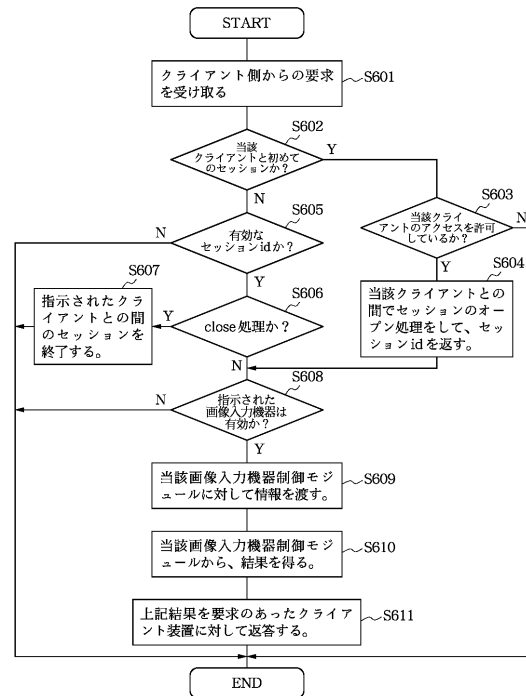 START
クライアント側からの要求
を受け取る
S601
当該
クライアントと初めて
のセッションか?
S602
Y
N
当該クライ
アントのアクセスを許可
しているか?
S603
N
Y
有効な
セッションidか?
S605
N
Y
当該クライアントとの
間でセッションのオー
プン処理をして、セッ
ションidを返す。
S604
指示されたクラ
イアントとの間
のセッションを
終了する。
S607
close処理か?
S606
Y
N
指示された
画像入力機器は
有効か?
S608
N
Y
当該画像入力機器制御モジ
ュールに対して情報を渡す。
S609
当該画像入力機器制御モジ
ュールから、結果を得る。
S610
上記結果を要求のあったクライア
ント装置に対して返答する。
S611
END